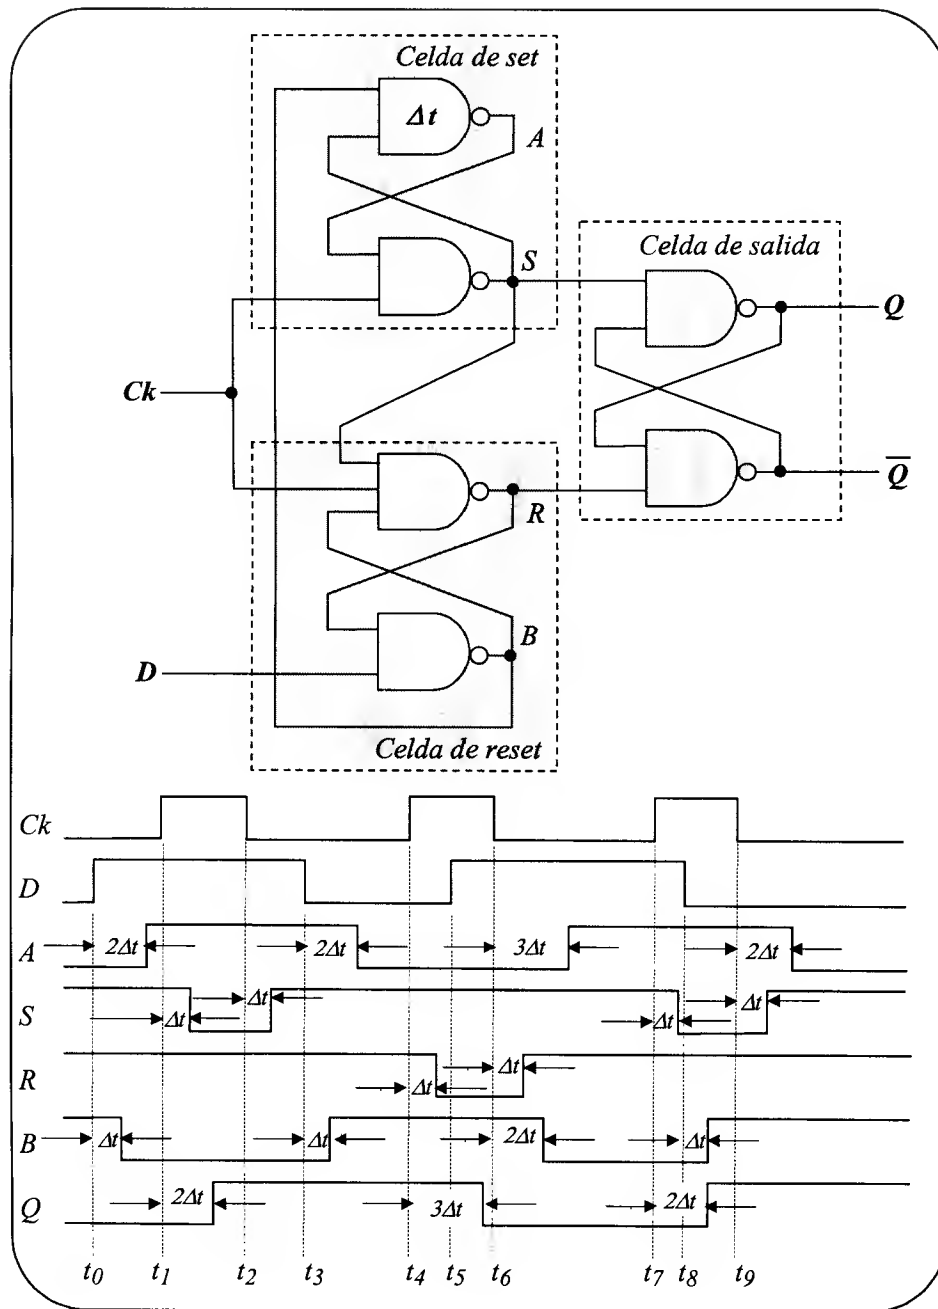 Celda de set
Δt
A
S
Celda de salida
Q
Ck
Q̅
R
B
D
Celda de reset
Ck
D
A 2Δt 2Δt 3Δt 2Δt
S Δt Δt Δt Δt
R Δt Δt
B Δt Δt 2Δt Δt
Q 2Δt 3Δt 2Δt
t0 t1 t2 t3 t4 t5 t6 t7 t8 t9